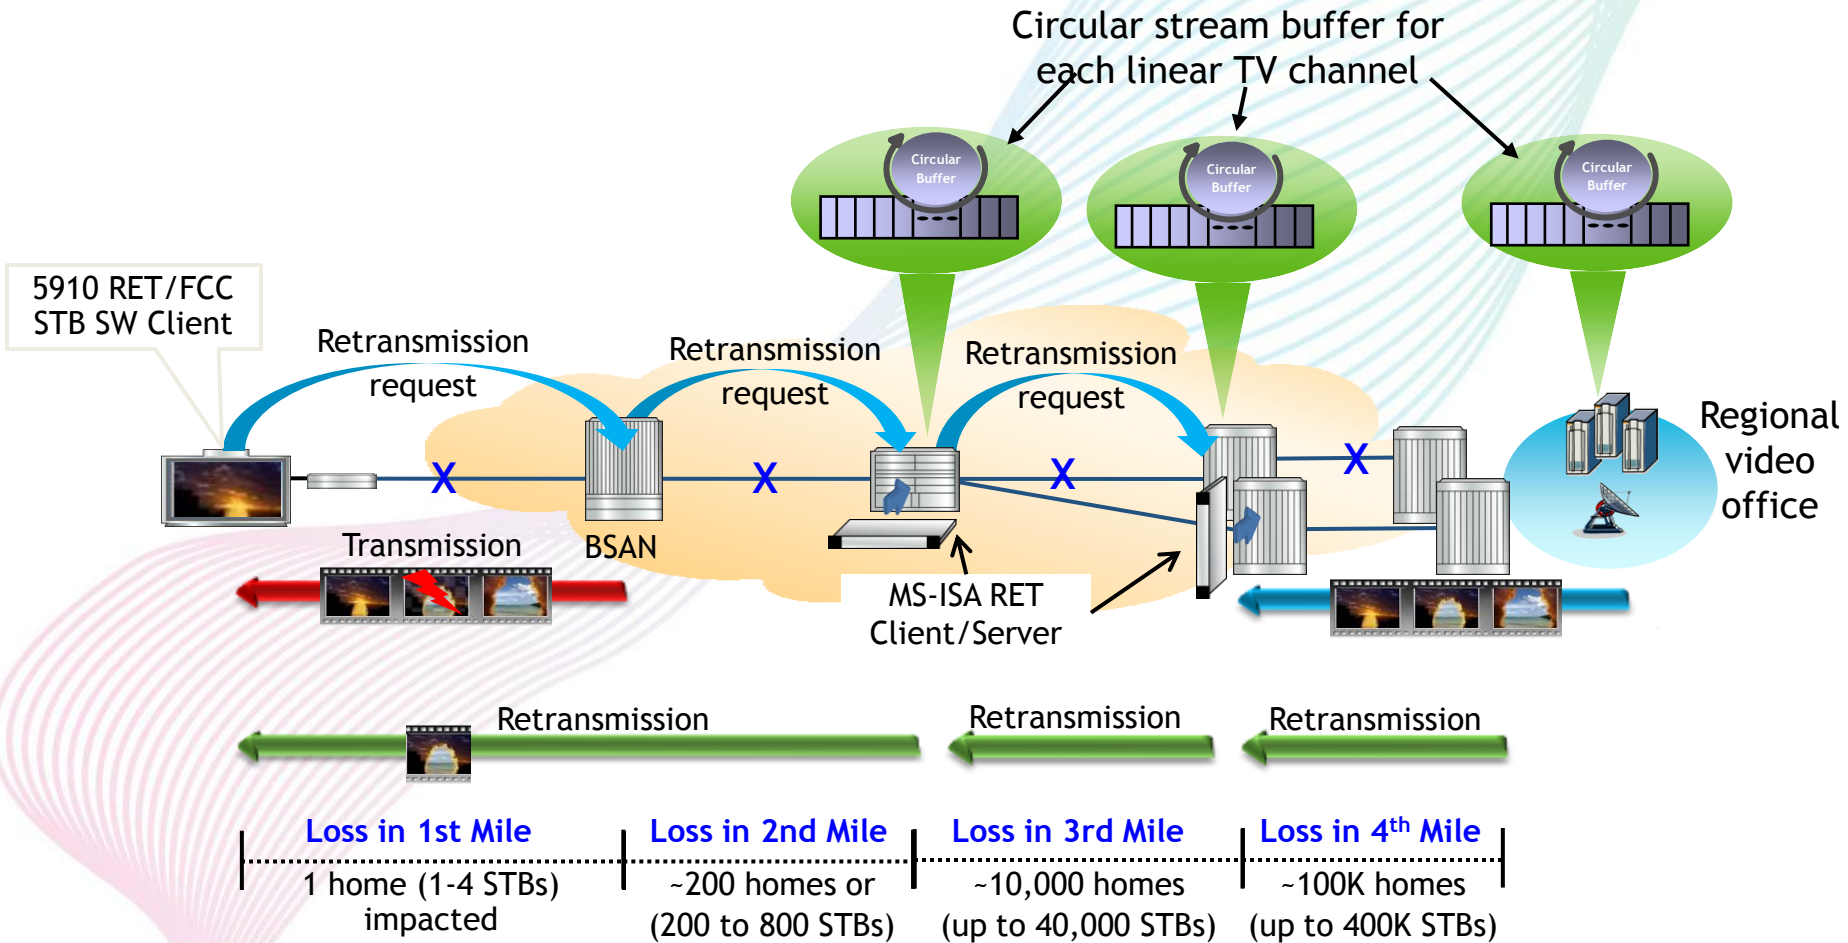 Circular stream buffer for
each linear TV channel
Circular
Buffer
Circular
Buffer
Circular
Buffer
5910 RET/FCC
STB SW Client
Retransmission
request
Retransmission
request
Retransmission
request
Regional
video
office
X
X
X
X
Transmission
BSAN
MS-ISA RET
Client/Server
Retransmission
Retransmission
Retransmission
Loss in 1st Mile
Loss in 2nd Mile
Loss in 3rd Mile
Loss in 4th Mile
1 home (1-4 STBs)
impacted
~200 homes or
(200 to 800 STBs)
~10,000 homes
(up to 40,000 STBs)
~100K homes
(up to 400K STBs)